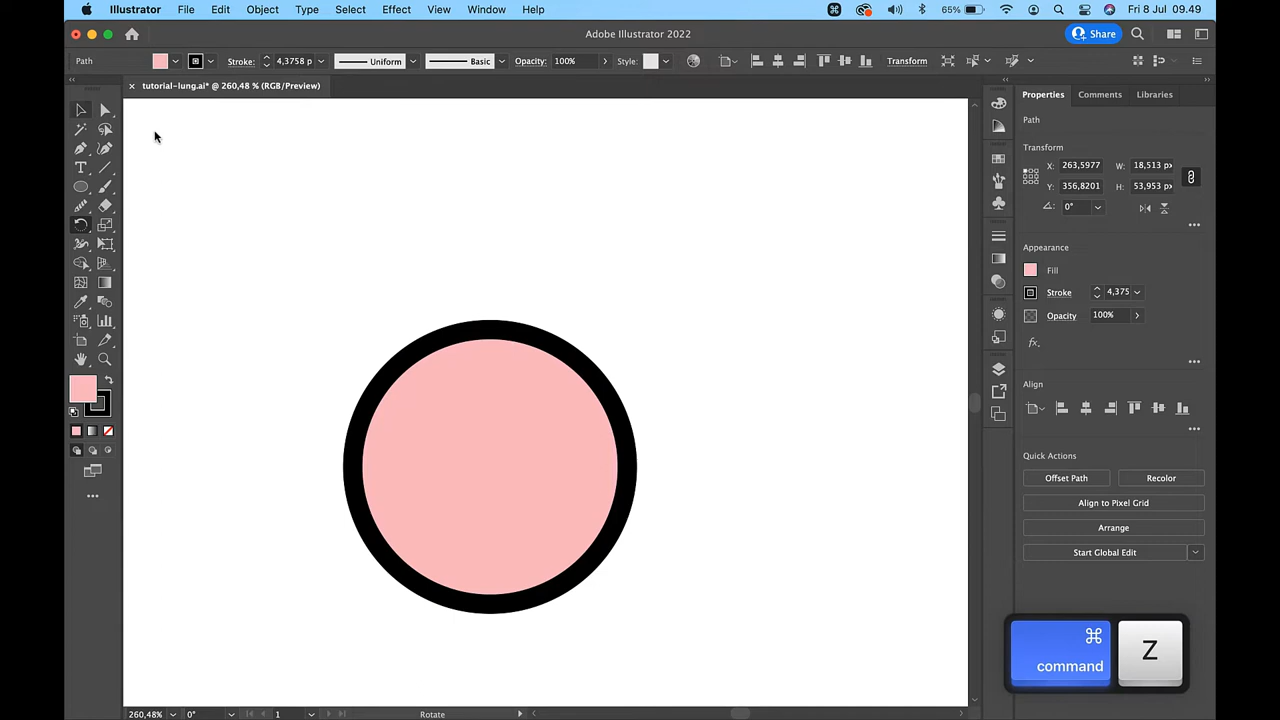 Illustrator File Edit Object Type Select Effect View Window Help 65% Fri 8 Jul 09.49
Adobe Illustrator 2022 Share
Path Stroke: 4,3758 p Uniform Basic Opacity: 100% Style: Transform
× tutorial-lung.ai* @ 260,48 % (RGB/Preview)
Properties Comments Libraries
Path
Transform
X: 263,5977 W: 18,513 px
Y: 356,8201 H: 53,953 px
0°
Appearance
Fill
Stroke 4,375
Opacity 100%
fx.
Align
Quick Actions
Offset Path Recolor
Align to Pixel Grid
Arrange
Start Global Edit
⌘
command Z
260,48% 0° 1 Rotate